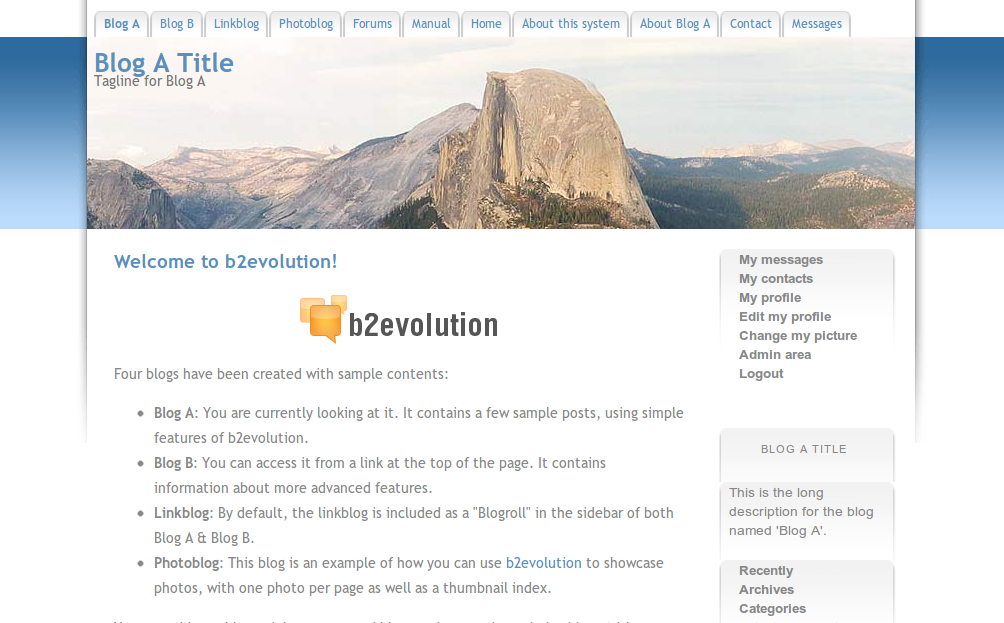 Blog A Blog B Linkblog Photoblog Forums Manual Home About this system About Blog A Contact Messages
Blog A Title
Tagline for Blog A
Welcome to b2evolution!
b2evolution
Four blogs have been created with sample contents:
• Blog A: You are currently looking at it. It contains a few sample posts, using simple
features of b2evolution.
• Blog B: You can access it from a link at the top of the page. It contains
information about more advanced features.
• Linkblog: By default, the linkblog is included as a "Blogroll" in the sidebar of both
Blog A & Blog B.
• Photoblog: This blog is an example of how you can use b2evolution to showcase
photos, with one photo per page as well as a thumbnail index.
My messages
My contacts
My profile
Edit my profile
Change my picture
Admin area
Logout
BLOG A TITLE
This is the long
description for the blog
named 'Blog A'.
Recently
Archives
Categories